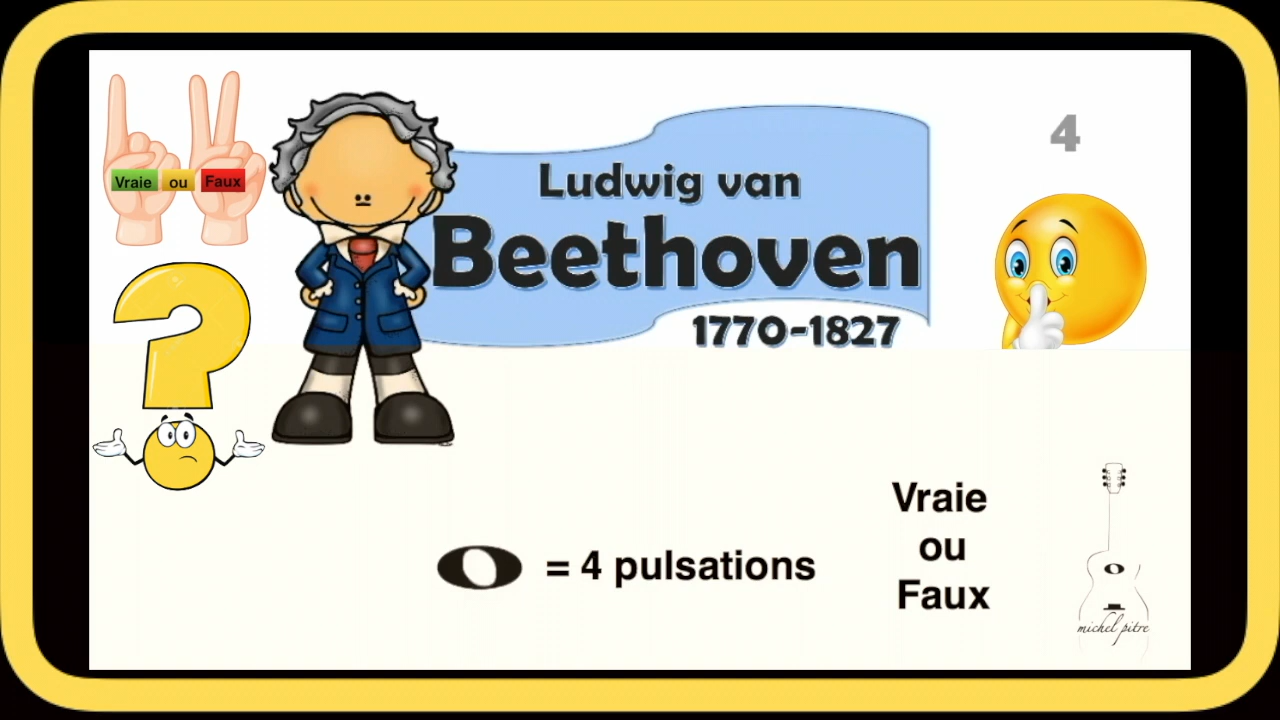 Vraie ou Faux
Ludwig van
Beethoven
1770-1827
4
= 4 pulsations
Vraie
ou
Faux
michel pitre